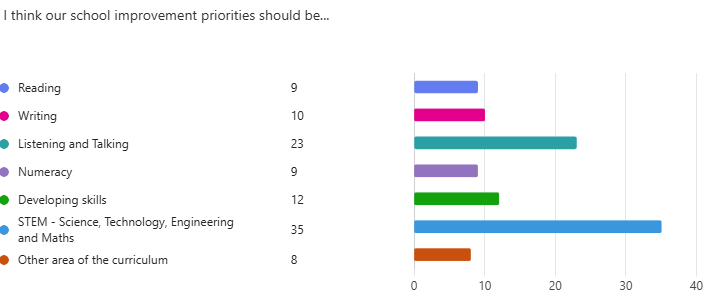 I think our school improvement priorities should be...
Reading 9
Writing 10
Listening and Talking 23
Numeracy 9
Developing skills 12
STEM - Science, Technology, Engineering
and Maths 35
Other area of the curriculum 8
0 10 20 30 40